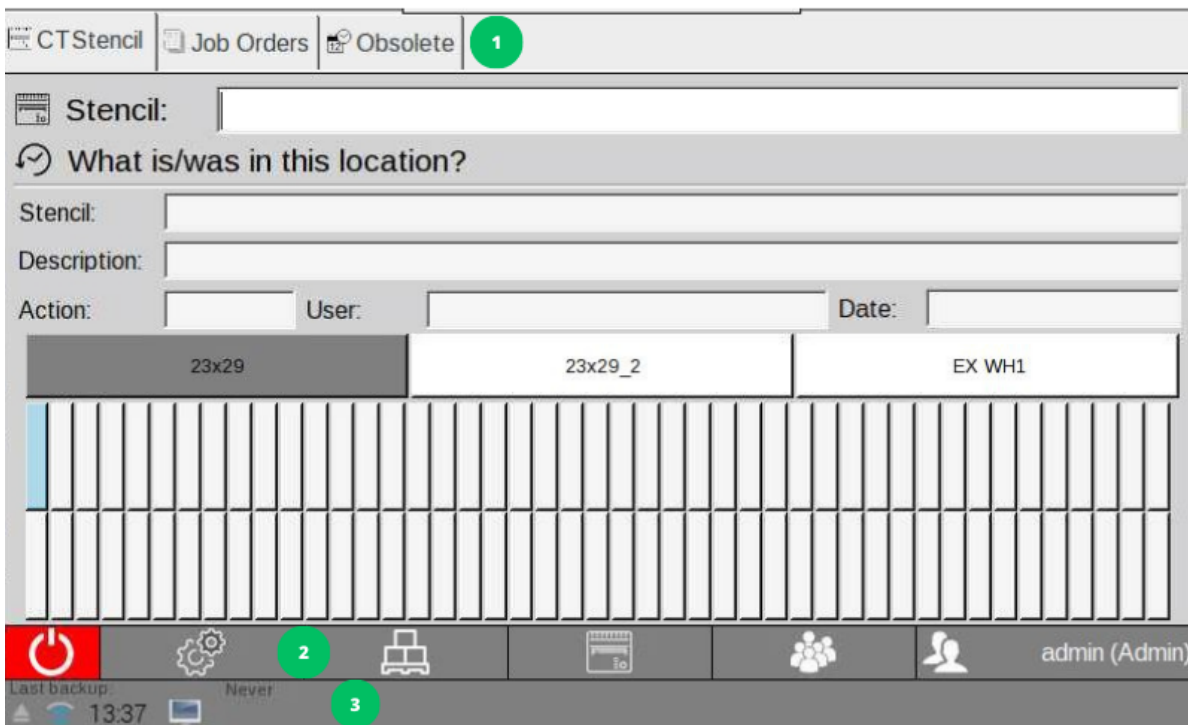 CTStencil Job Orders Obsolete 1
Stencil:
What is/was in this location?
Stencil:
Description:
Action: User: Date:
23x29 23x29_2 EX WH1
2 admin (Admin)
Last backup: Never
13:37 3